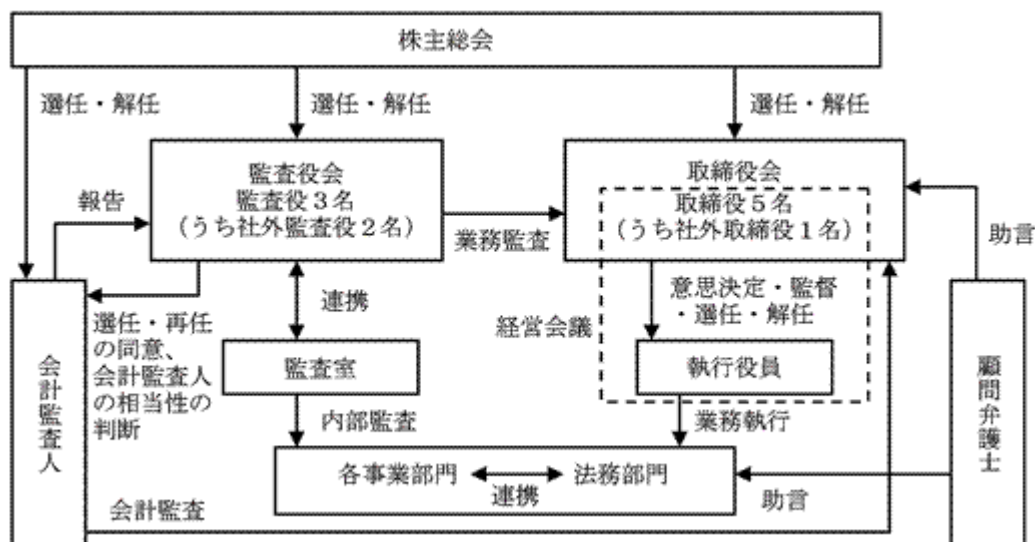 株主総会
選任・解任
選任・解任
選任・解任
監査役会
監査役3名
(うち社外監査役2名)
取締役会
取締役5名
(うち社外取締役1名)
報告
業務監査
助言
連携
意思決定・監督
・選任・解任
経営会議
選任・再任
の同意、
会計監査人
の相当性の
判断
監査室
執行役員
会計監査人
顧問弁護士
内部監査
業務執行
各事業部門
法務部門
連携
会計監査
助言